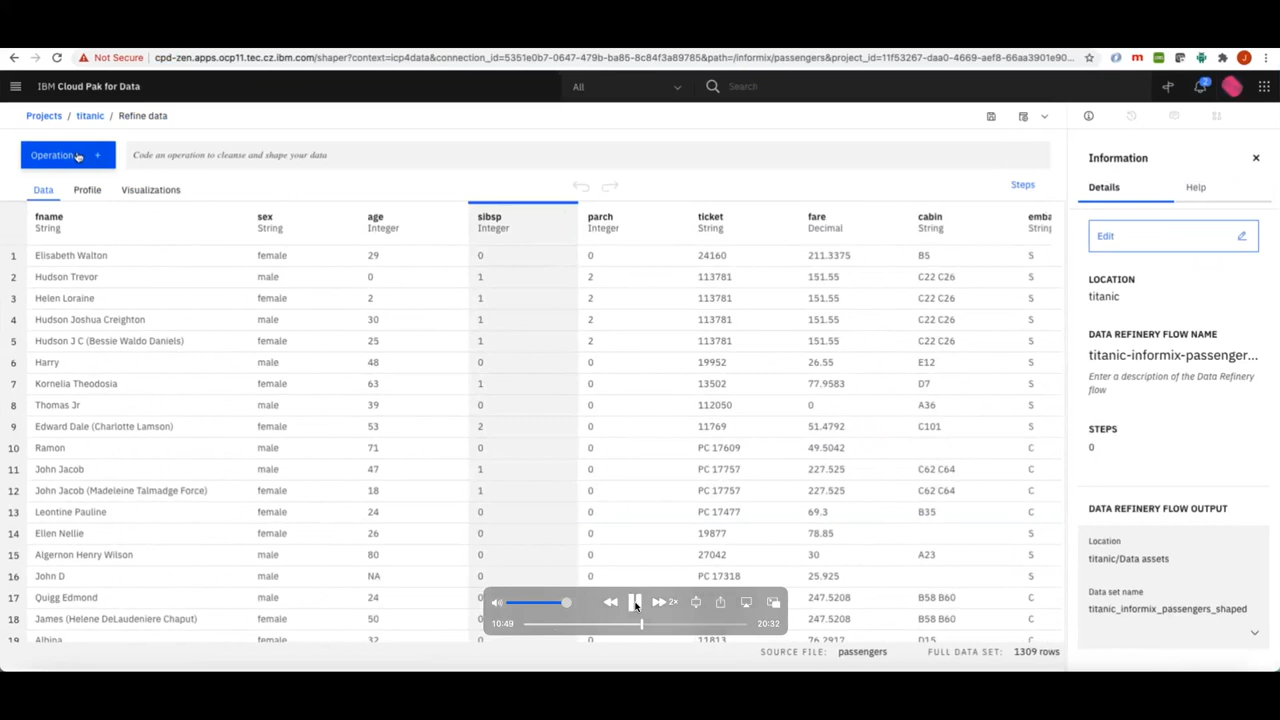 Not Secure cpd-zen.apps.ocp11.tec.cz.ibm.com/shaper?context=icp4data&connection_id=5351e0b7-0647-479b-ba85-8c84f3a89785&path=/informix/passengers&project_id=11f53267-daa0-4669-aef8-66aa3901e90...
IBM Cloud Pak for Data All Search 2
Projects / titanic / Refine data
Operation + Code an operation to cleanse and shape your data
Data Profile Visualizations Steps
fname sex age sibsp parch ticket fare cabin emba
String String Integer Integer Integer String Decimal String String
1 Elisabeth Walton female 29 0 0 24160 211.3375 B5 S
2 Hudson Trevor male 0 1 2 113781 151.55 C22 C26 S
3 Helen Loraine female 2 1 2 113781 151.55 C22 C26 S
4 Hudson Joshua Creighton male 30 1 2 113781 151.55 C22 C26 S
5 Hudson J C (Bessie Waldo Daniels) female 25 1 2 113781 151.55 C22 C26 S
6 Harry male 48 0 0 19952 26.55 E12 S
7 Kornelia Theodosia female 63 1 0 13502 77.9583 D7 S
8 Thomas Jr male 39 0 0 112050 0 A36 S
9 Edward Dale (Charlotte Lamson) female 53 2 0 11769 51.4792 C101 S
10 Ramon male 71 0 0 PC 17609 49.5042 C
11 John Jacob male 47 1 0 PC 17757 227.525 C62 C64 C
12 John Jacob (Madeleine Talmadge Force) female 18 1 0 PC 17757 227.525 C62 C64 C
13 Leontine Pauline female 24 0 0 PC 17477 69.3 B35 C
14 Ellen Nellie female 26 0 0 19877 78.85 S
15 Algernon Henry Wilson male 80 0 0 27042 30 A23 S
16 John D male NA 0 0 PC 17318 25.925 S
17 Quigg Edmond male 24 247.5208 B58 B60 C
18 James (Helene DeLaudeniere Chaput) female 50 247.5208 B58 B60 C
19 Albina female 32 11813 76.2917 D15 C
2×
10:49 20:32
SOURCE FILE: passengers FULL DATA SET: 1309 rows
Information
Details Help
Edit
LOCATION
titanic
DATA REFINERY FLOW NAME
titanic-informix-passenger...
Enter a description of the Data Refinery
flow
STEPS
0
DATA REFINERY FLOW OUTPUT
Location
titanic/Data assets
Data set name
titanic_informix_passengers_shaped